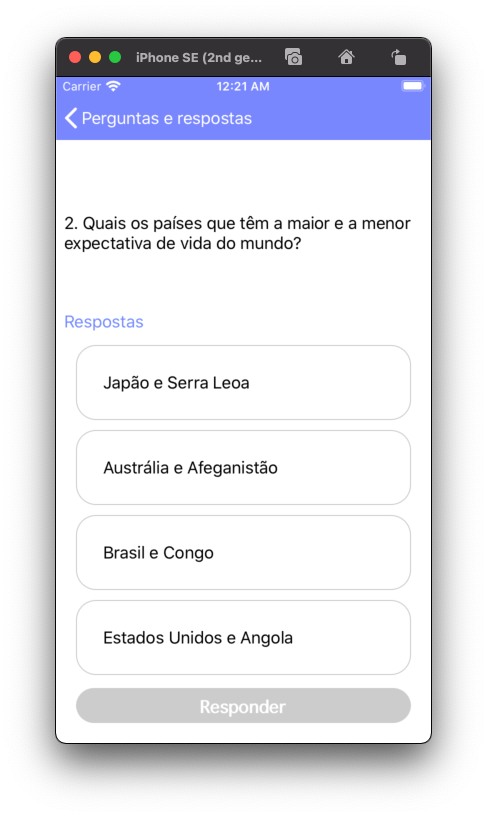 iPhone SE (2nd ge...
Carrier 12:21 AM
Perguntas e respostas
2. Quais os países que têm a maior e a menor
expectativa de vida do mundo?
Respostas
Japão e Serra Leoa
Austrália e Afeganistão
Brasil e Congo
Estados Unidos e Angola
Responder